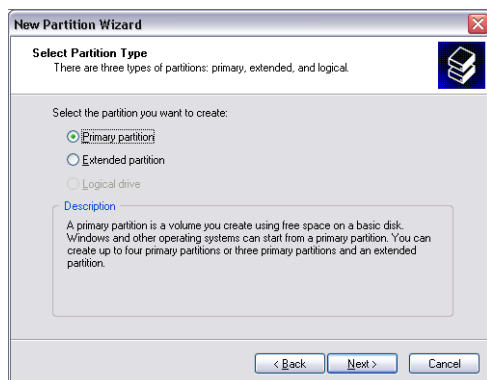 New Partition Wizard
Select Partition Type
There are three types of partitions: primary, extended, and logical.
Select the partition you want to create:
Primary partition
Extended partition
Logical drive
Description
A primary partition is a volume you create using free space on a basic disk.
Windows and other operating systems can start from a primary partition. You can
create up to four primary partitions or three primary partitions and an extended
partition.
< Back
Next >
Cancel